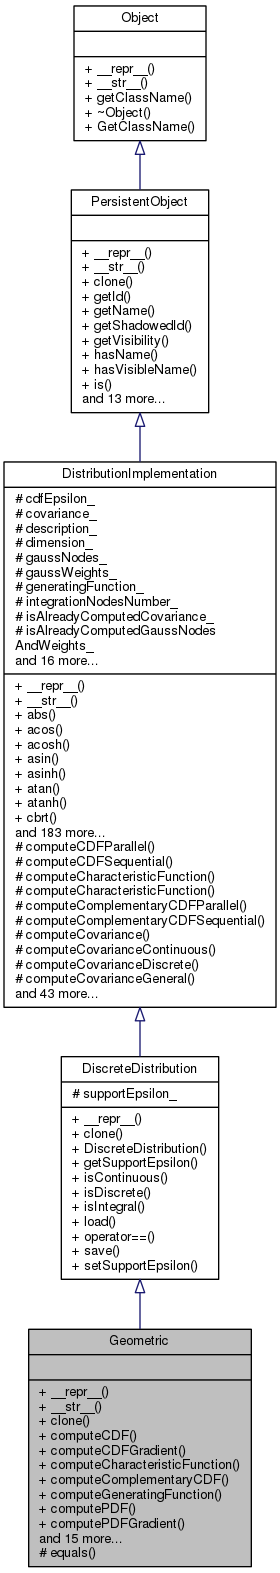 Object
+ __repr__()
+ __str__()
+ getClassName()
+ ~Object()
+ GetClassName()
PersistentObject
+ __repr__()
+ __str__()
+ clone()
+ getId()
+ getName()
+ getShadowedId()
+ getVisibility()
+ hasName()
+ hasVisibleName()
+ is()
and 13 more...
DistributionImplementation
# cdfEpsilon_
# covariance_
# description_
# dimension_
# gaussNodes_
# gaussWeights_
# generatingFunction_
# integrationNodesNumber_
# isAlreadyComputedCovariance_
# isAlreadyComputedGaussNodes
AndWeights_
and 16 more...
+ __repr__()
+ __str__()
+ abs()
+ acos()
+ acosh()
+ asin()
+ asinh()
+ atan()
+ atanh()
+ cbrt()
and 183 more...
# computeCDFParallel()
# computeCDFSequential()
# computeCharacteristicFunction()
# computeCharacteristicFunction()
# computeComplementaryCDFParallel()
# computeComplementaryCDFSequential()
# computeCovariance()
# computeCovarianceContinuous()
# computeCovarianceDiscrete()
# computeCovarianceGeneral()
and 43 more...
DiscreteDistribution
# supportEpsilon_
+ __repr__()
+ clone()
+ DiscreteDistribution()
+ getSupportEpsilon()
+ isContinuous()
+ isDiscrete()
+ isIntegral()
+ load()
+ operator==()
+ save()
+ setSupportEpsilon()
Geometric
+ __repr__()
+ __str__()
+ clone()
+ computeCDF()
+ computeCDFGradient()
+ computeCharacteristicFunction()
+ computeComplementaryCDF()
+ computeGeneratingFunction()
+ computePDF()
+ computePDFGradient()
and 15 more...
# equals()